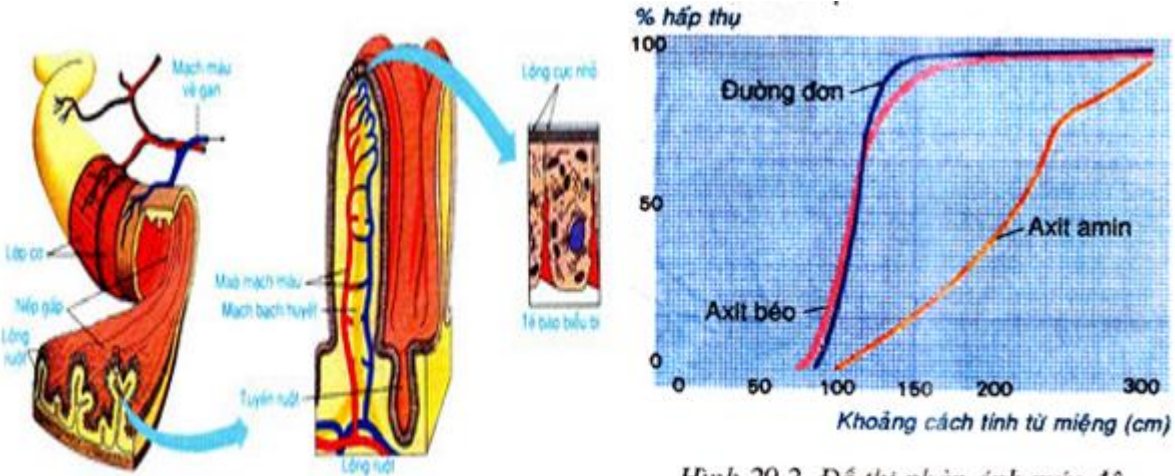 Mạch máu
về gan
Lớp cơ
Nếp gấp
Lông
ruột
Mao mạch máu
Mạch bạch huyết
Tuyến ruột
Lông ruột
Lông cực nhỏ
Tế bào biểu bì
% hấp thụ
100
50
0
Đường đơn
Axit amin
Axit béo
0 50 100 150 200 300
Khoảng cách tính từ miệng (cm)
Hình 29.2. Đồ thị phản ánh